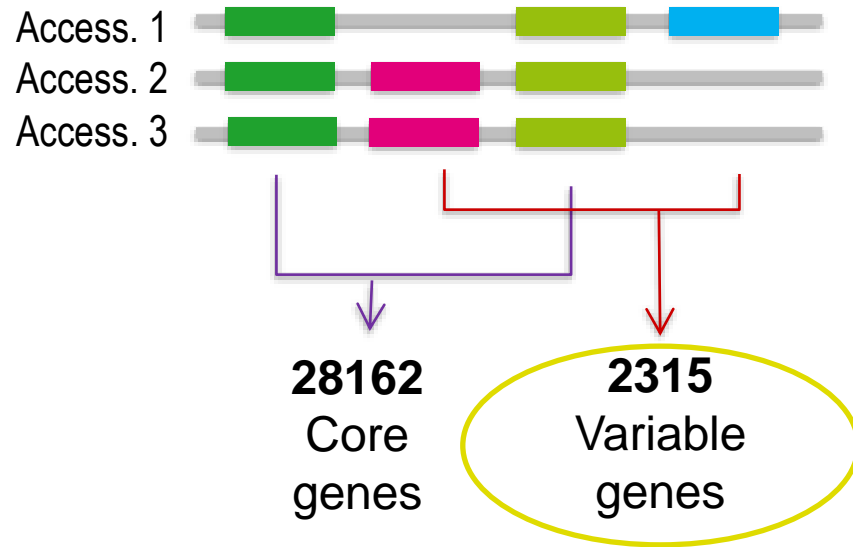 Access. 1
Access. 2
Access. 3
28162
Core
genes
2315
Variable
genes